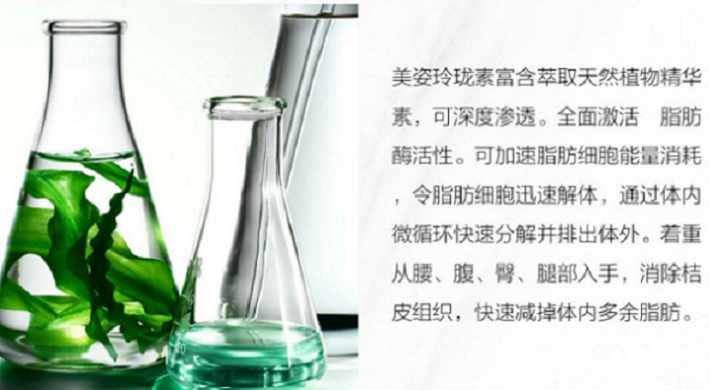 美姿玲珑素富含萃取天然植物精华
素，可深度渗透。全面激活 脂肪
酶活性。可加速脂肪细胞能量消耗
，令脂肪细胞迅速解体，通过体内
微循环快速分解并排出体外。着重
从腰、腹、臀、腿部入手，消除桔
皮组织，快速减掉体内多余脂肪。